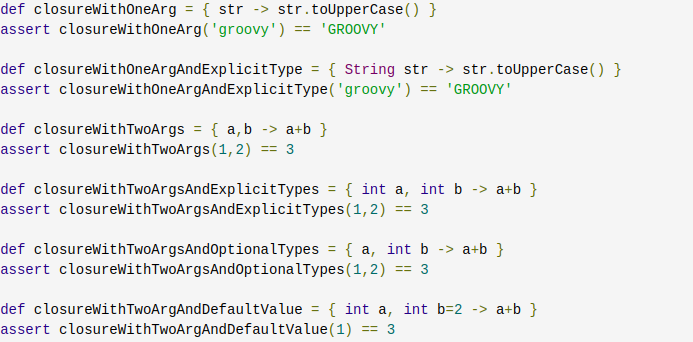 def closureWithOneArg = { str -> str.toUpperCase() }
assert closureWithOneArg('groovy') == 'GROOVY'
def closureWithOneArgAndExplicitType = { String str -> str.toUpperCase() }
assert closureWithOneArgAndExplicitType('groovy') == 'GROOVY'
def closureWithTwoArgs = { a,b -> a+b }
assert closureWithTwoArgs(1,2) == 3
def closureWithTwoArgsAndExplicitTypes = { int a, int b -> a+b }
assert closureWithTwoArgsAndExplicitTypes(1,2) == 3
def closureWithTwoArgsAndOptionalTypes = { a, int b -> a+b }
assert closureWithTwoArgsAndOptionalTypes(1,2) == 3
def closureWithTwoArgAndDefaultValue = { int a, int b=2 -> a+b }
assert closureWithTwoArgAndDefaultValue(1) == 3